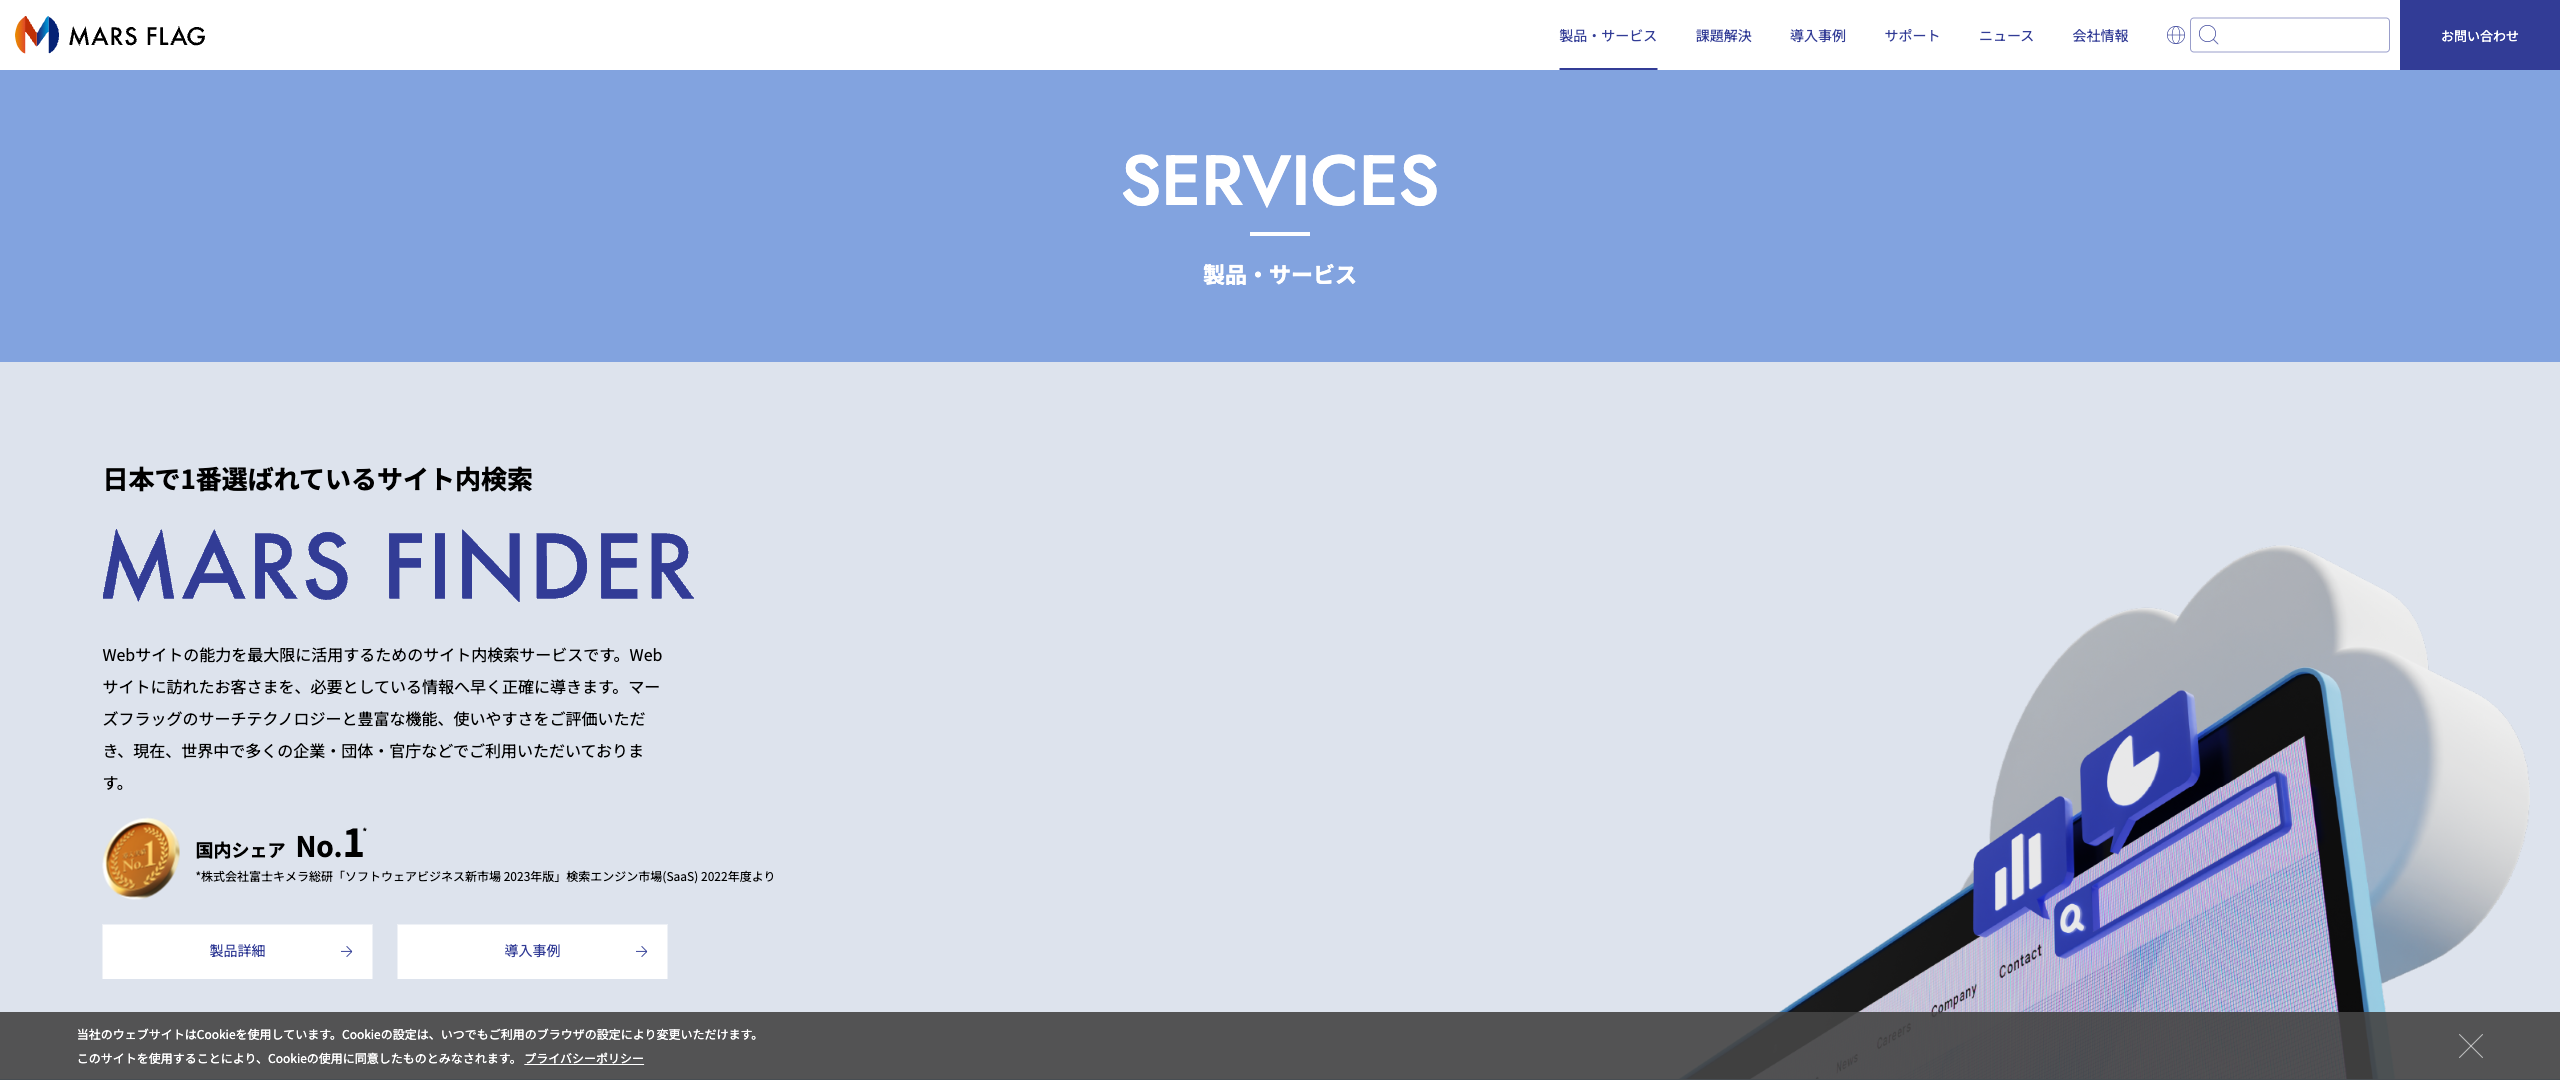 MARS FLAG
製品・サービス
課題解決
導入事例
サポート
ニュース
会社情報
お問い合わせ
SERVICES
製品・サービス
日本で1番選ばれているサイト内検索
MARS FINDER
Webサイトの能力を最大限に活用するためのサイト内検索サービスです。Web
サイトに訪れたお客さまを、必要としている情報へ早く正確に導きます。マー
ズフラッグのサーチテクノロジーと豊富な機能、使いやすさをご評価いただ
き、現在、世界中で多くの企業・団体・官庁などでご利用いただいておりま
す。
No.1
国内シェア No.1*
*株式会社富士キメラ総研「ソフトウェアビジネス新市場 2023年版」検索エンジン市場(SaaS) 2022年度より
製品詳細
導入事例
Contact
Company
Careers
News
当社のウェブサイトはCookieを使用しています。Cookieの設定は、いつでもご利用のブラウザの設定により変更いただけます。
このサイトを使用することにより、Cookieの使用に同意したものとみなされます。 プライバシーポリシー